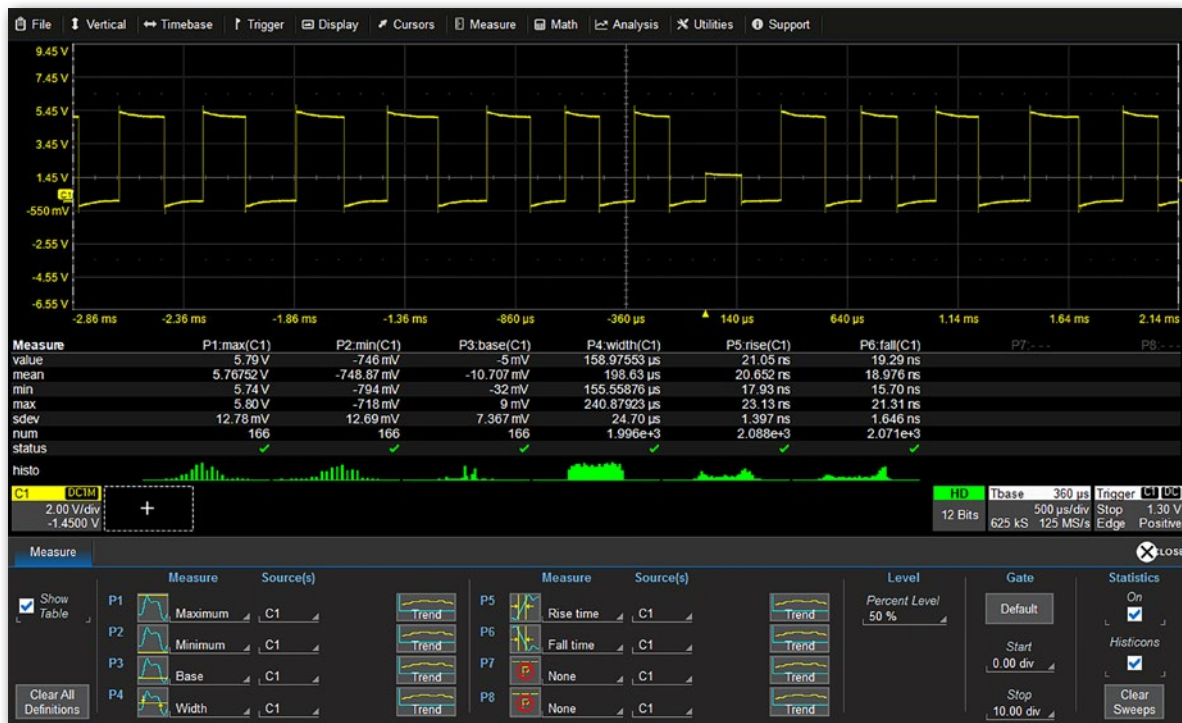 File Vertical Timebase Trigger Display Cursors Measure Math Analysis Utilities Support
9.45 V
7.45 V
5.45 V
3.45 V
1.45 V
C1
-550 mV
-2.55 V
-4.55 V
-6.55 V
-2.86 ms -2.36 ms -1.86 ms -1.36 ms -860 µs -360 µs 140 µs 640 µs 1.14 ms 1.64 ms 2.14 ms
Measure P1:max(C1) P2:min(C1) P3:base(C1) P4:width(C1) P5:rise(C1) P6:fall(C1) P7:- - - P8:- - -
value 5.79 V -746 mV -5 mV 158.97553 µs 21.05 ns 19.29 ns
mean 5.76752 V -748.87 mV -10.707 mV 198.63 µs 20.652 ns 18.976 ns
min 5.74 V -794 mV -32 mV 155.55876 µs 17.93 ns 15.70 ns
max 5.80 V -718 mV 9 mV 240.87923 µs 23.13 ns 21.31 ns
sdev 12.78 mV 12.69 mV 7.367 mV 24.70 µs 1.397 ns 1.646 ns
num 166 166 166 1.996e+3 2.088e+3 2.071e+3
status
histo
C1 DC1M
2.00 V/div
-1.4500 V
+
HD
12 Bits
Tbase 360 µs
500 µs/div
625 kS 125 MS/s
Trigger C1 DC
Stop 1.30 V
Edge Positive
Measure
CLOSE
Measure Source(s) Measure Source(s) Level Gate Statistics
Show Table
P1 Maximum C1 Trend
P2 Minimum C1 Trend
P3 Base C1 Trend
P4 Width C1 Trend
Clear All Definitions
P5 Rise time C1 Trend
P6 Fall time C1 Trend
P7 P None C1 Trend
P8 P None C1 Trend
Percent Level
50 %
Default
Start
0.00 div
Stop
10.00 div
On
Histicons
Clear Sweeps